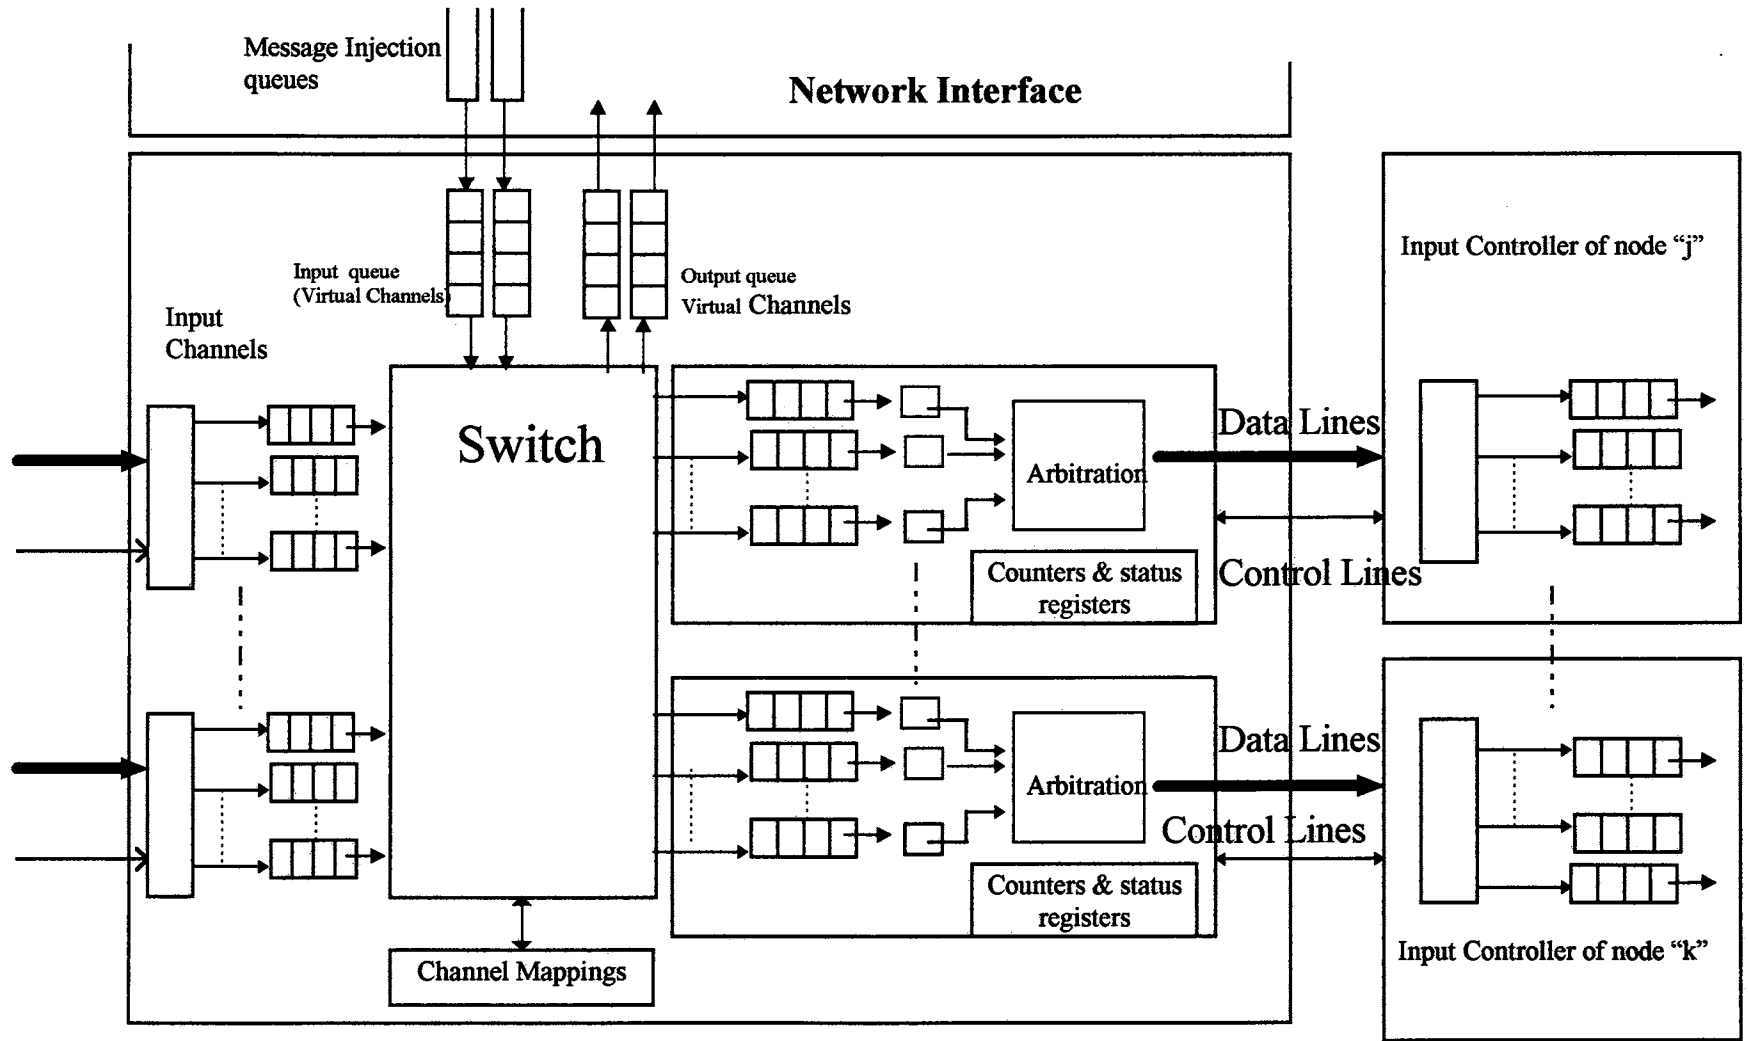 Message Injection
queues
Network Interface
Input queue
(Virtual Channels)
Output queue
Virtual Channels
Input Controller of node “j”
Input
Channels
Switch
Data Lines
Arbitration
Control Lines
Counters & status
registers
Data Lines
Arbitration
Control Lines
Counters & status
registers
Input Controller of node “k”
Channel Mappings